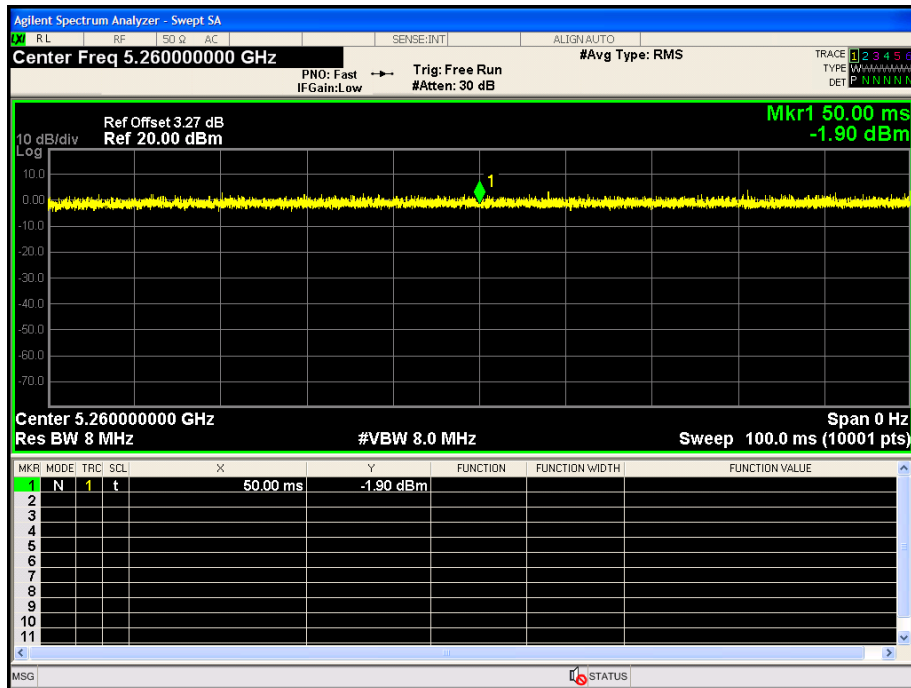 Agilent Spectrum Analyzer - Swept SA
LXI RL RF 50 Ω AC SENSE:INT ALIGN AUTO
Center Freq 5.260000000 GHz #Avg Type: RMS TRACE 1 2 3 4 5 6
PNO: Fast Trig: Free Run TYPE WWWWWW
IFGain:Low #Atten: 30 dB DET P N N N N N
Mkr1 50.00 ms
Ref Offset 3.27 dB
10 dB/div Ref 20.00 dBm -1.90 dBm
Log
10.0
1
0.00
-10.0
-20.0
-30.0
-40.0
-50.0
-60.0
-70.0
Center 5.260000000 GHz Span 0 Hz
Res BW 8 MHz #VBW 8.0 MHz Sweep 100.0 ms (10001 pts)
MKR MODE TRC SCL X Y FUNCTION FUNCTION WIDTH FUNCTION VALUE
1 N 1 t 50.00 ms -1.90 dBm
2
3
4
5
6
7
8
9
10
11
MSG STATUS